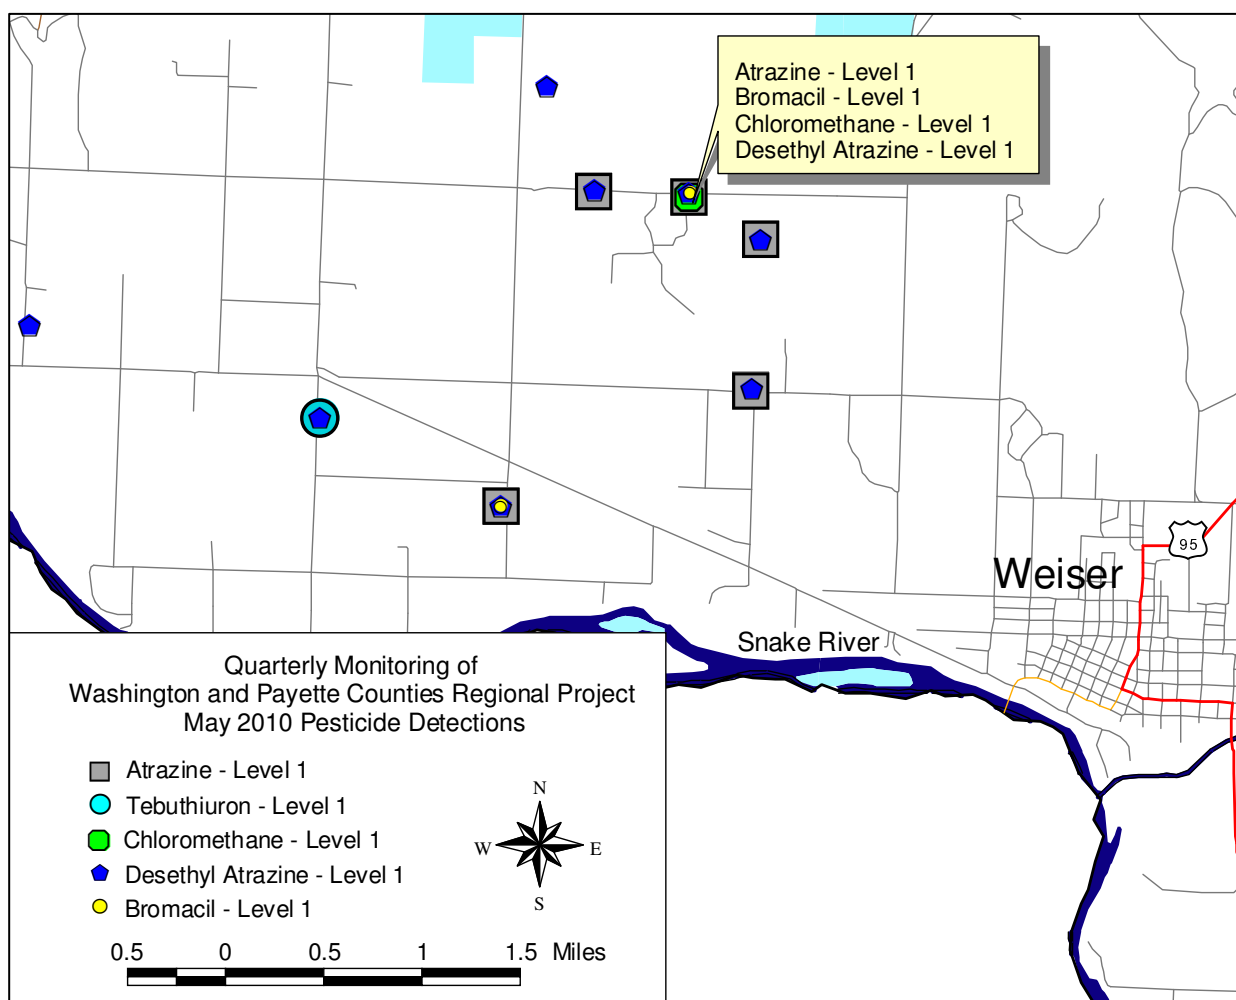 Atrazine - Level 1
Bromacil - Level 1
Chloromethane - Level 1
Desethyl Atrazine - Level 1
95
Weiser
Snake River
Quarterly Monitoring of
Washington and Payette Counties Regional Project
May 2010 Pesticide Detections
Atrazine - Level 1
Tebuthiuron - Level 1
Chloromethane - Level 1
Desethyl Atrazine - Level 1
Bromacil - Level 1
N
W E
S
0.5 0 0.5 1 1.5 Miles